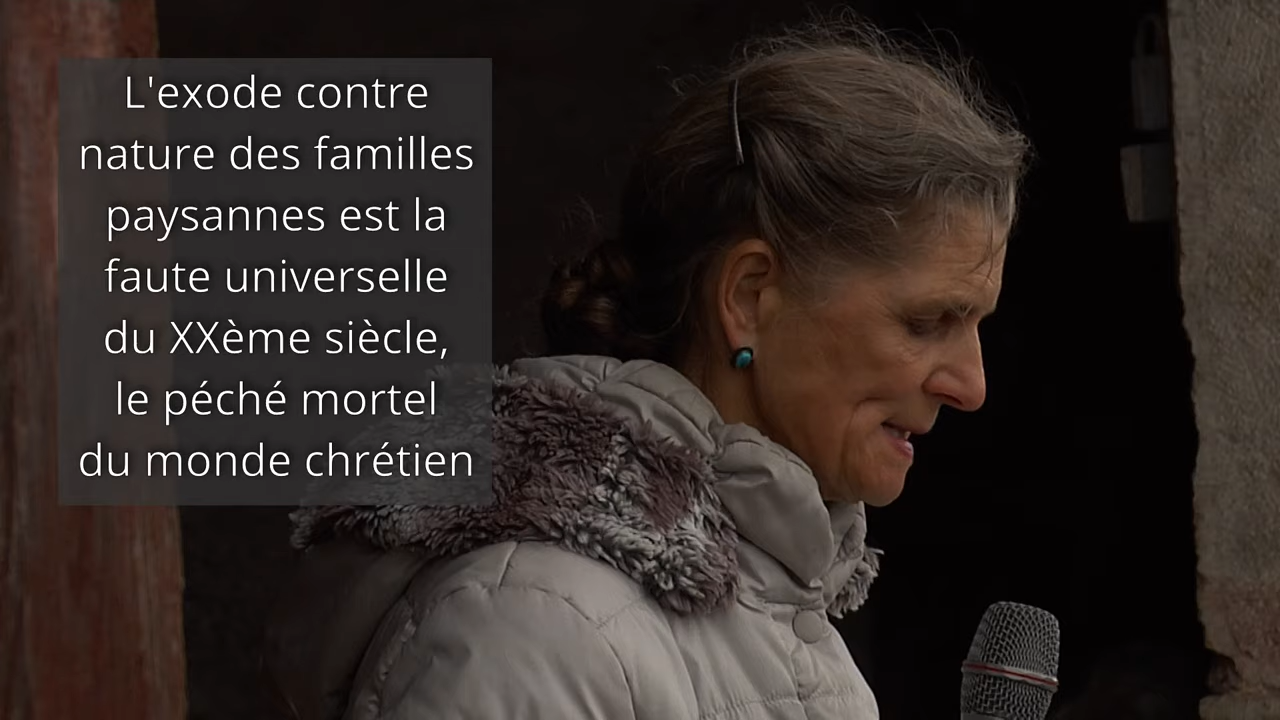 L'exode contre
nature des familles
paysannes est la
faute universelle
du XXème siècle,
le péché mortel
du monde chrétien